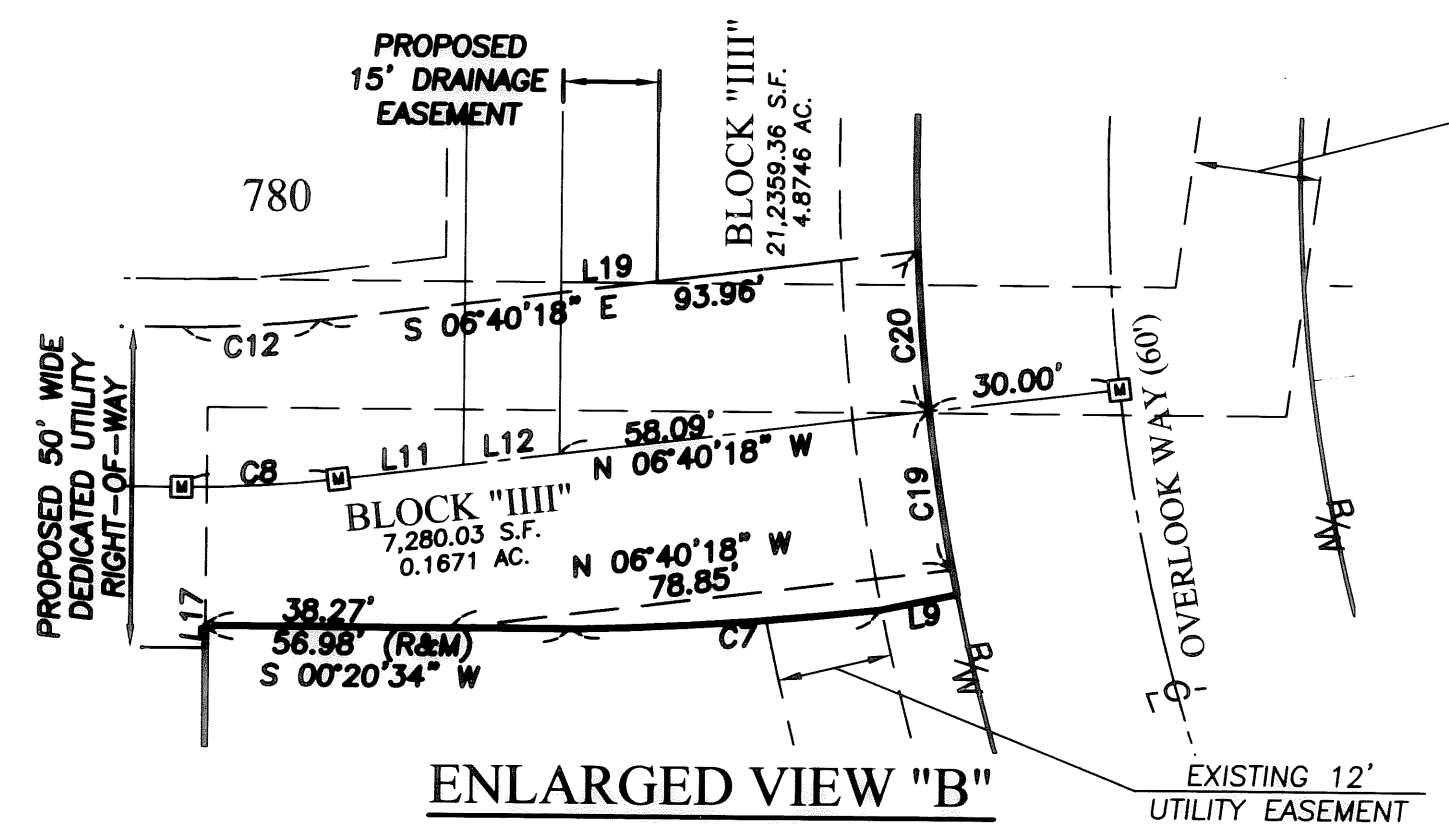 PROPOSED
15' DRAINAGE
EASEMENT
BLOCK "IIII"
21,2359.36 S.F.
4.8746 AC.
780
L19
93.96'
S 06°40'18" E
C12
C20
30.00'
M
OVERLOOK WAY (60')
PROPOSED 50' WIDE
DEDICATED UTILITY
RIGHT-OF-WAY
M
C8
M
L11
L12
58.09'
N 06°40'18" W
C19
BLOCK "IIII"
7,280.03 S.F.
0.1671 AC.
N 06°40'18" W
78.85'
L17
38.27'
56.98' (R&M)
S 00°20'34" W
C7
L9
R/W
R/W
ENLARGED VIEW "B"
EXISTING 12'
UTILITY EASEMENT